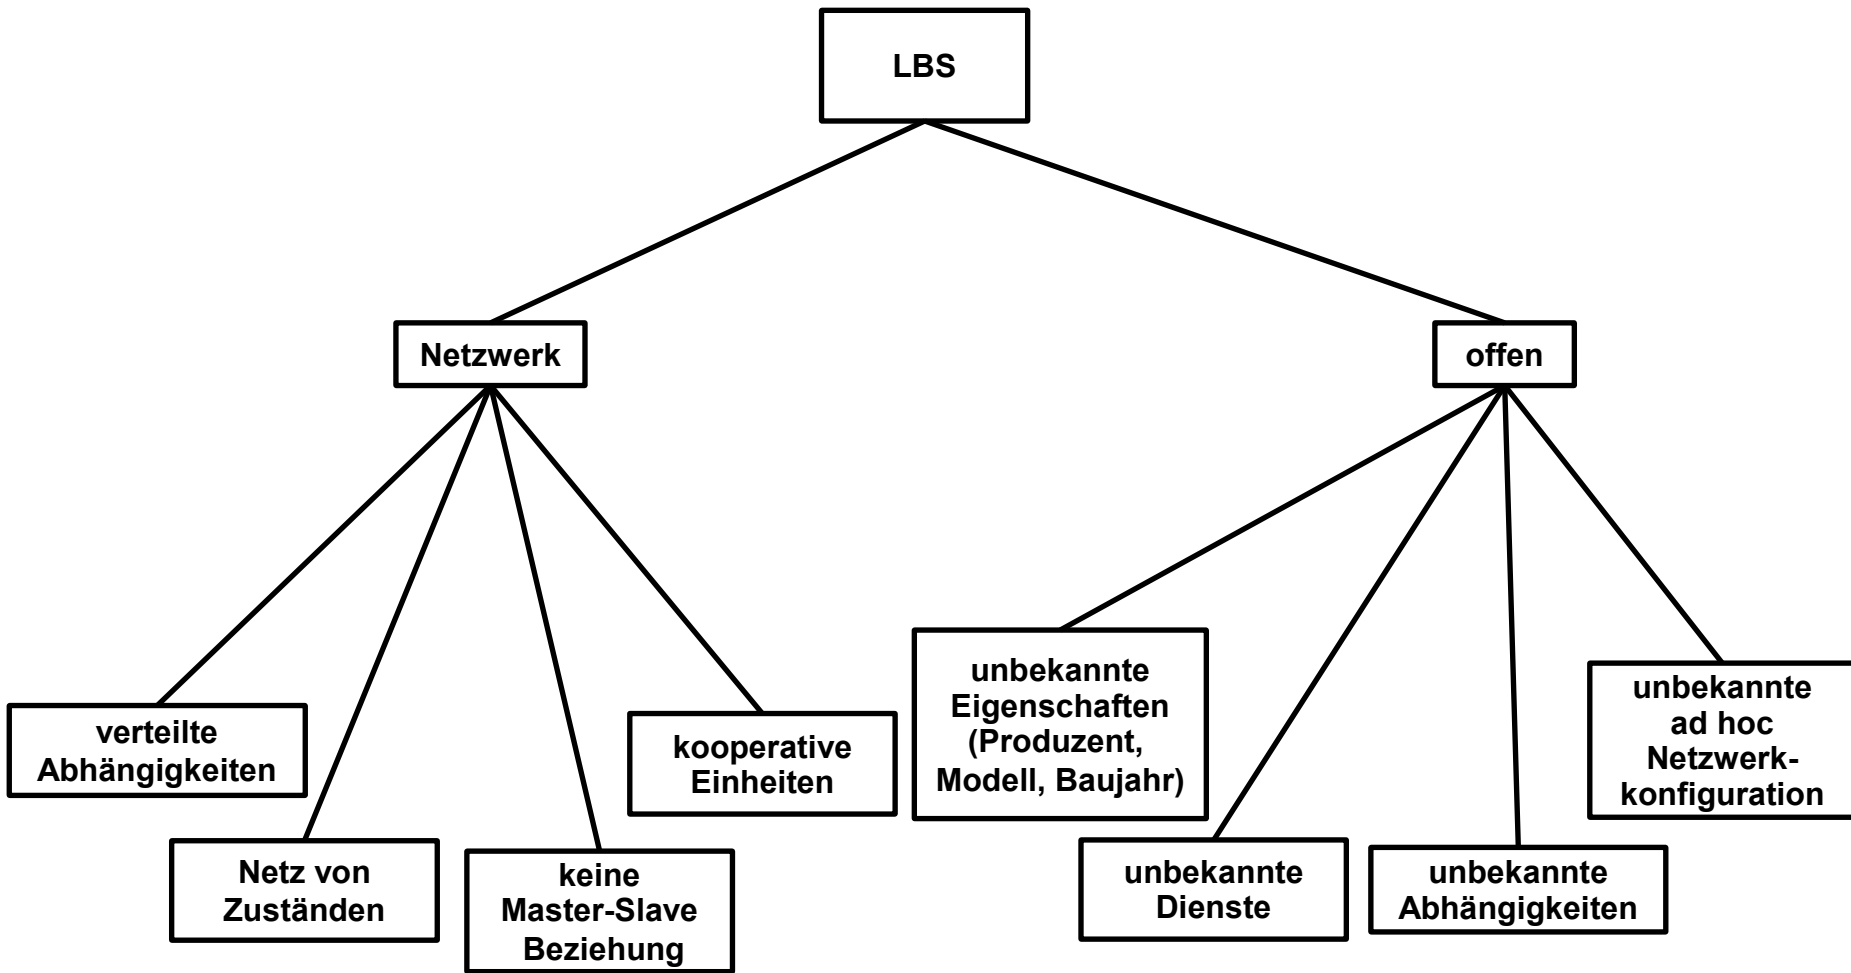 LBS
Netzwerk
offen
verteilte
Abhängigkeiten
Netz von
Zuständen
keine
Master-Slave
Beziehung
kooperative
Einheiten
unbekannte
Eigenschaften
(Produzent,
Modell, Baujahr)
unbekannte
Dienste
unbekannte
Abhängigkeiten
unbekannte
ad hoc
Netzwerk-
konfiguration